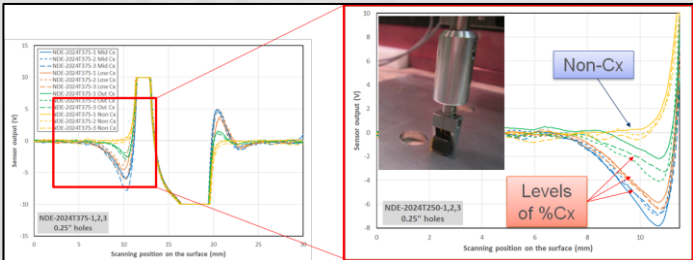 15
10
5
0
-5
-10
-15
Sensor output (V)
NDE-2024T375-1 Mid Cx
NDE-2024T375-2 Mid Cx
NDE-2024T375-3 Mid Cx
NDE-2024T375-1 Low Cx
NDE-2024T375-2 Low Cx
NDE-2024T375-3 Low Cx
NDE-2024T375-1 Out Cx
NDE-2024T375-2 Out Cx
NDE-2024T375-3 Out Cx
NDE-2024T375-1 Non Cx
NDE-2024T375-2 Non Cx
NDE-2024T375-3 Non Cx
NDE-2024T375-1,2,3
0.25" holes
0 5 10 15 20 25 30
Scanning position on the surface (mm)
10
8
6
4
2
0
-2
-4
-6
-8
-10
Sensor output (V)
Non-Cx
Levels
of %Cx
NDE-2024T250-1,2,3
0.25" holes
0 2 4 6 8 10
Scanning position on the surface (mm)